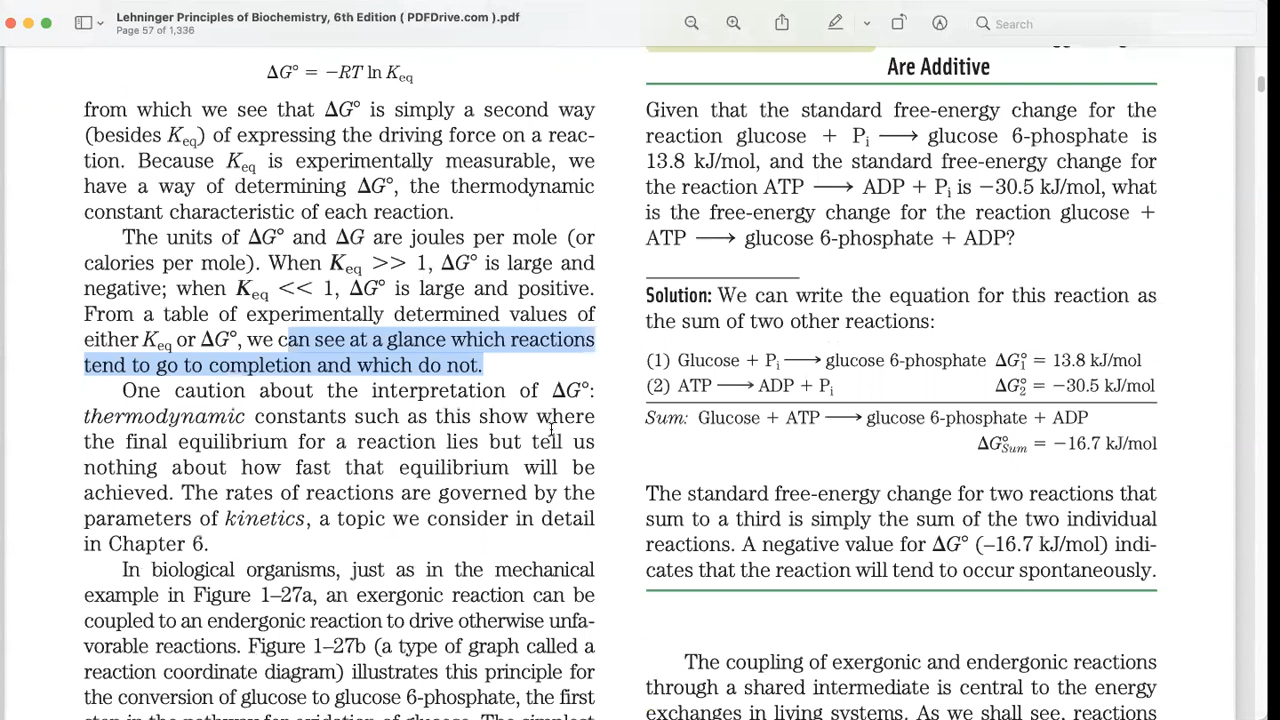 Lehninger Principles of Biochemistry, 6th Edition ( PDFDrive.com ).pdf
Page 57 of 1,336
Search
ΔG° = −RT ln Keq
from which we see that ΔG° is simply a second way
(besides Keq) of expressing the driving force on a reac-
tion. Because Keq is experimentally measurable, we
have a way of determining ΔG°, the thermodynamic
constant characteristic of each reaction.
The units of ΔG° and ΔG are joules per mole (or
calories per mole). When Keq >> 1, ΔG° is large and
negative; when Keq << 1, ΔG° is large and positive.
From a table of experimentally determined values of
either Keq or ΔG°, we can see at a glance which reactions
tend to go to completion and which do not.
One caution about the interpretation of ΔG°:
thermodynamic constants such as this show where
the final equilibrium for a reaction lies but tell us
nothing about how fast that equilibrium will be
achieved. The rates of reactions are governed by the
parameters of kinetics, a topic we consider in detail
in Chapter 6.
In biological organisms, just as in the mechanical
example in Figure 1–27a, an exergonic reaction can be
coupled to an endergonic reaction to drive otherwise unfa-
vorable reactions. Figure 1–27b (a type of graph called a
reaction coordinate diagram) illustrates this principle for
the conversion of glucose to glucose 6-phosphate, the first
Are Additive
Given that the standard free-energy change for the
reaction glucose + Pi ⟶ glucose 6-phosphate is
13.8 kJ/mol, and the standard free-energy change for
the reaction ATP ⟶ ADP + Pi is −30.5 kJ/mol, what
is the free-energy change for the reaction glucose +
ATP ⟶ glucose 6-phosphate + ADP?
Solution: We can write the equation for this reaction as
the sum of two other reactions:
(1) Glucose + Pi ⟶ glucose 6-phosphate ΔG°1 = 13.8 kJ/mol
(2) ATP ⟶ ADP + Pi ΔG°2 = −30.5 kJ/mol
Sum: Glucose + ATP ⟶ glucose 6-phosphate + ADP
ΔG°Sum = −16.7 kJ/mol
The standard free-energy change for two reactions that
sum to a third is simply the sum of the two individual
reactions. A negative value for ΔG° (–16.7 kJ/mol) indi-
cates that the reaction will tend to occur spontaneously.
The coupling of exergonic and endergonic reactions
through a shared intermediate is central to the energy
exchanges in living systems. As we shall see, reactions